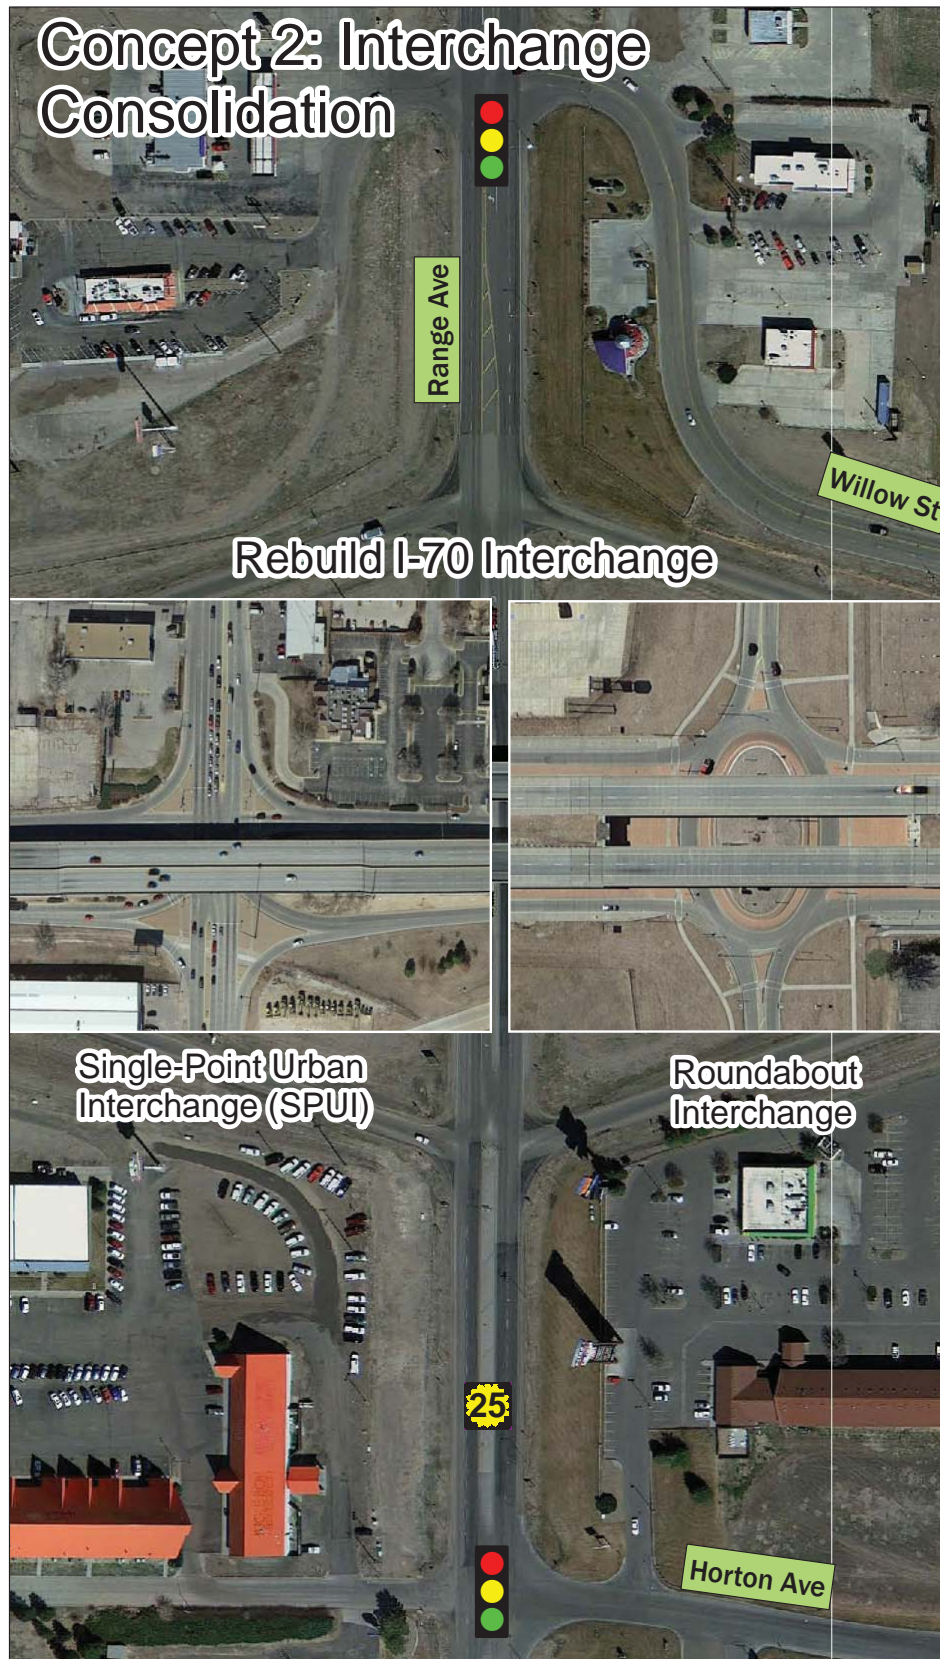 Concept 2: Interchange
Consolidation
Range Ave
Willow St
Rebuild I-70 Interchange
Single-Point Urban
Interchange (SPUI)
Roundabout
Interchange
25
Horton Ave